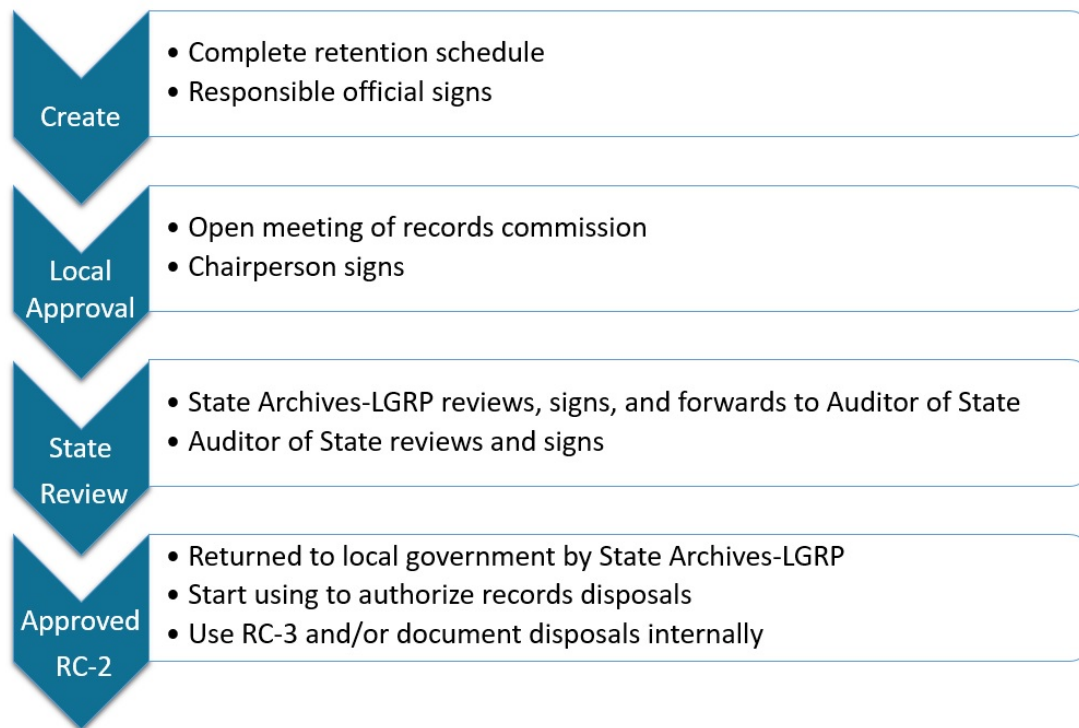 Create
• Complete retention schedule
• Responsible official signs
Local
Approval
• Open meeting of records commission
• Chairperson signs
State
Review
• State Archives-LGRP reviews, signs, and forwards to Auditor of State
• Auditor of State reviews and signs
Approved
RC-2
• Returned to local government by State Archives-LGRP
• Start using to authorize records disposals
• Use RC-3 and/or document disposals internally